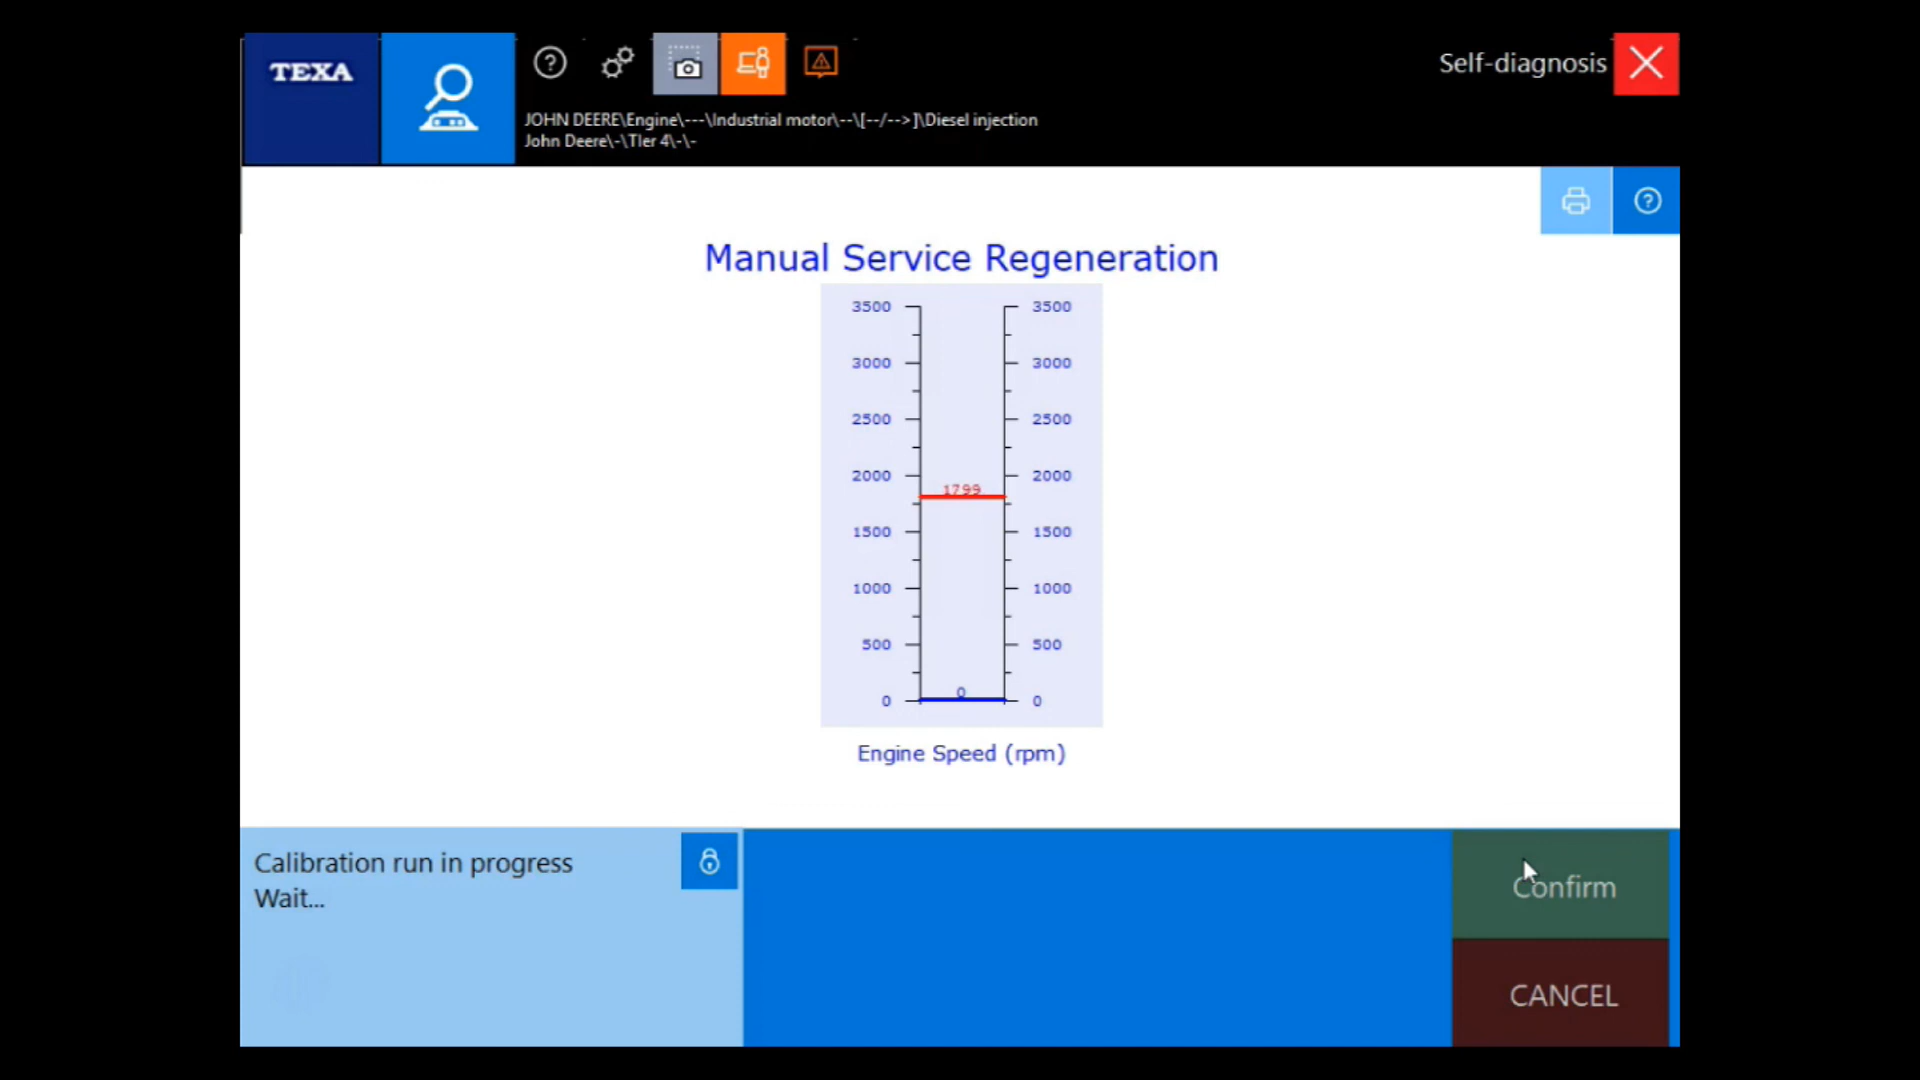 TEXA
Self-diagnosis
JOHN DEERE\Engine\---\Industrial motor\--\[--/-->]\Diesel injection
John Deere\-\TIer 4\-\-
Manual Service Regeneration
3500 3500
3000 3000
2500 2500
2000 2000
1799
1500 1500
1000 1000
500 500
0
0 0
Engine Speed (rpm)
Calibration run in progress
Wait...
Confirm
CANCEL